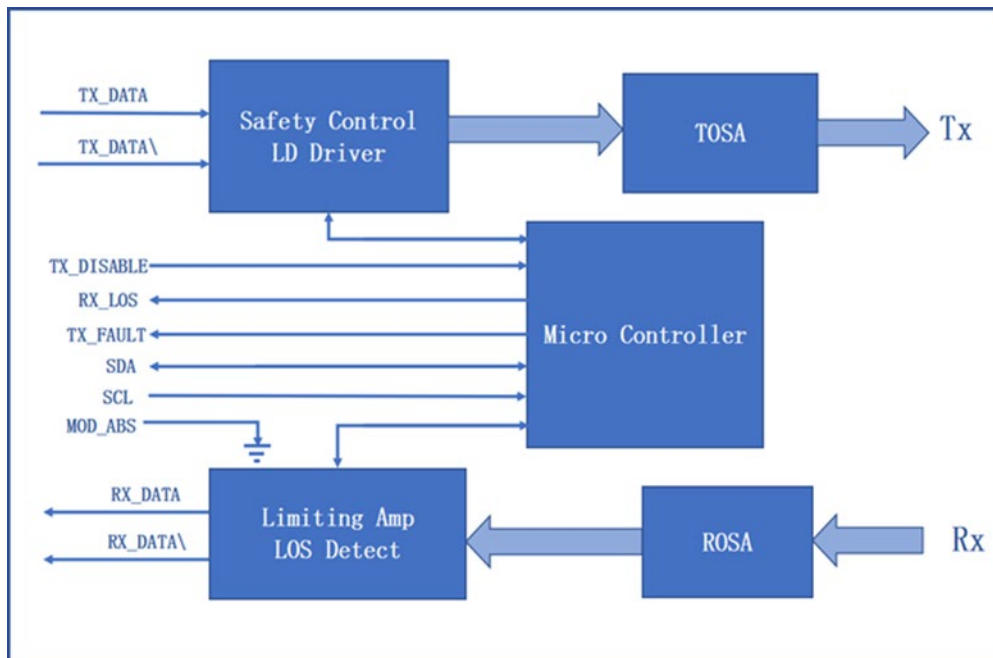 TX_DATA
TX_DATA\
Safety Control
LD Driver
TOSA
Tx
TX_DISABLE
RX_LOS
TX_FAULT
SDA
SCL
MOD_ABS
Micro Controller
RX_DATA
RX_DATA\
Limiting Amp
LOS Detect
ROSA
Rx